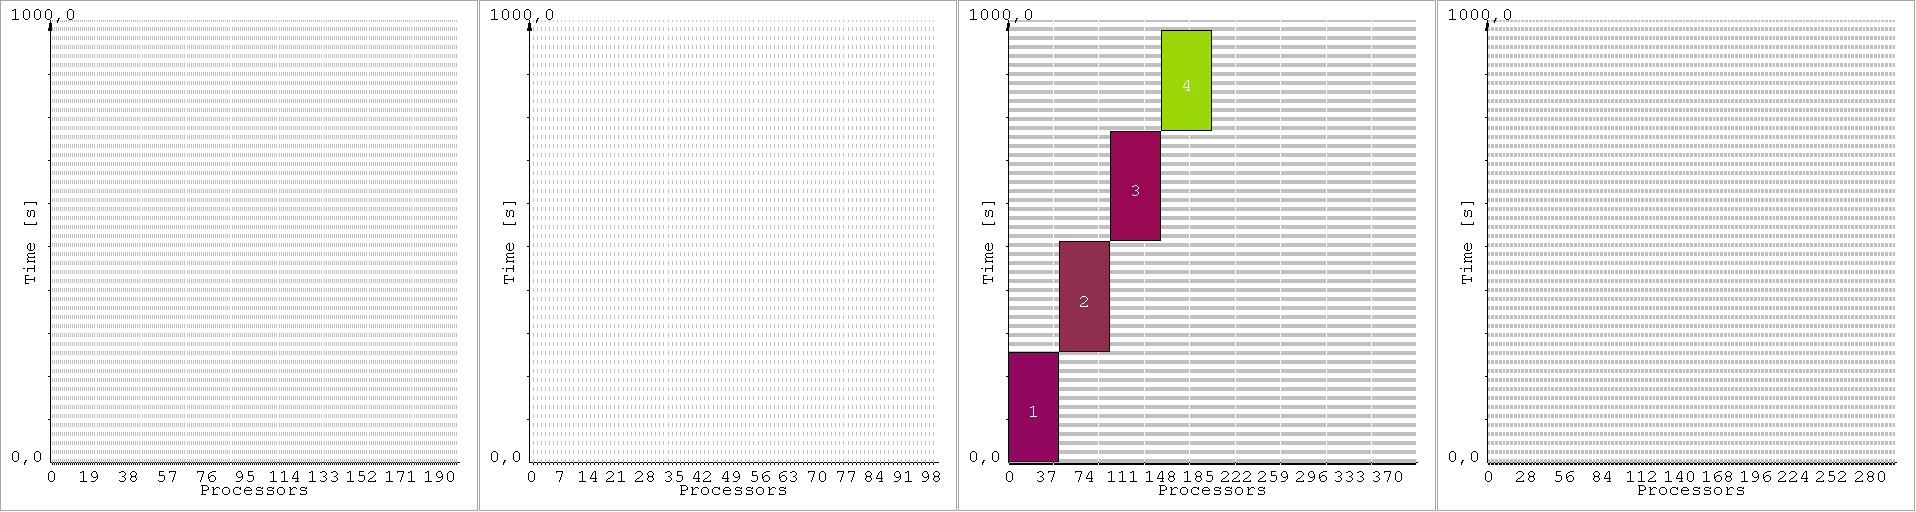 1000,0
Time [s]
0,0
0 19 38 57 76 95 114 133 152 171 190
Processors
1000,0
Time [s]
0,0
0 7 14 21 28 35 42 49 56 63 70 77 84 91 98
Processors
1000,0
4
3
Time [s]
2
1
0,0
0 37 74 111 148 185 222 259 296 333 370
Processors
1000,0
Time [s]
0,0
0 28 56 84 112 140 168 196 224 252 280
Processors